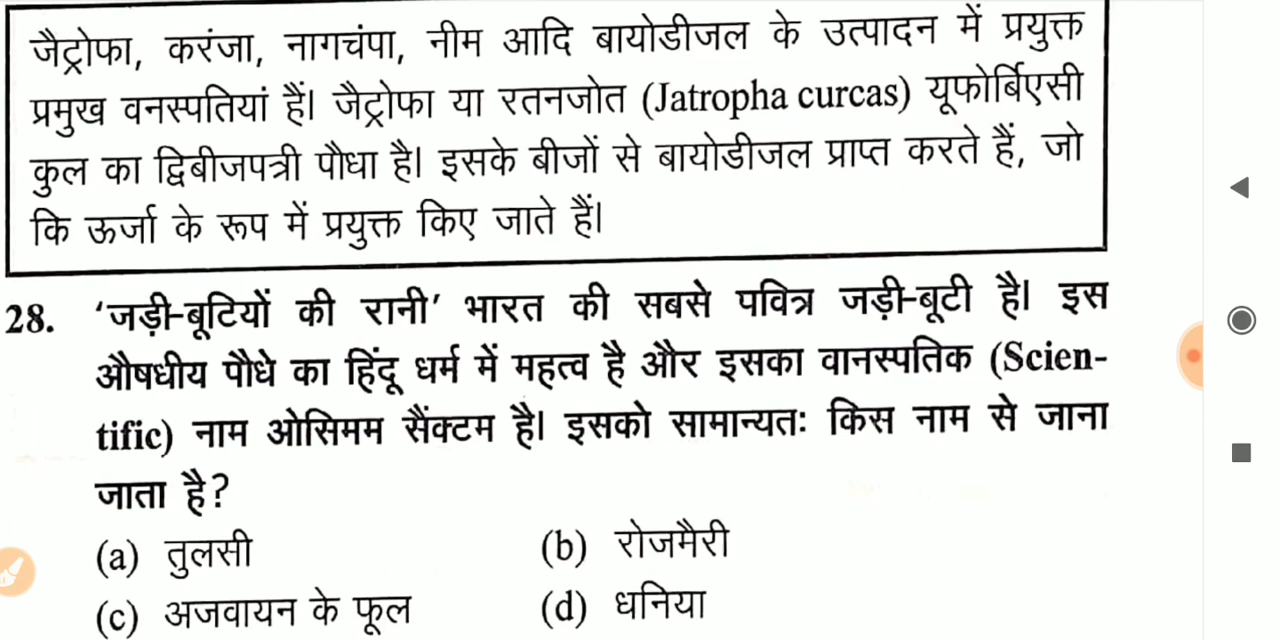 जैट्रोफा, करंजा, नागचंपा, नीम आदि बायोडीजल के उत्पादन में प्रयुक्त
प्रमुख वनस्पतियां हैं। जैट्रोफा या रतनजोत (Jatropha curcas) यूफोर्बिएसी
कुल का द्विबीजपत्री पौधा है। इसके बीजों से बायोडीजल प्राप्त करते हैं, जो
कि ऊर्जा के रूप में प्रयुक्त किए जाते हैं।
28. 'जड़ी-बूटियों की रानी' भारत की सबसे पवित्र जड़ी-बूटी है। इस
औषधीय पौधे का हिंदू धर्म में महत्व है और इसका वानस्पतिक (Scien-
tific) नाम ओसिमम सैंक्टम है। इसको सामान्यतः किस नाम से जाना
जाता है?
(a) तुलसी (b) रोजमैरी
(c) अजवायन के फूल (d) धनिया